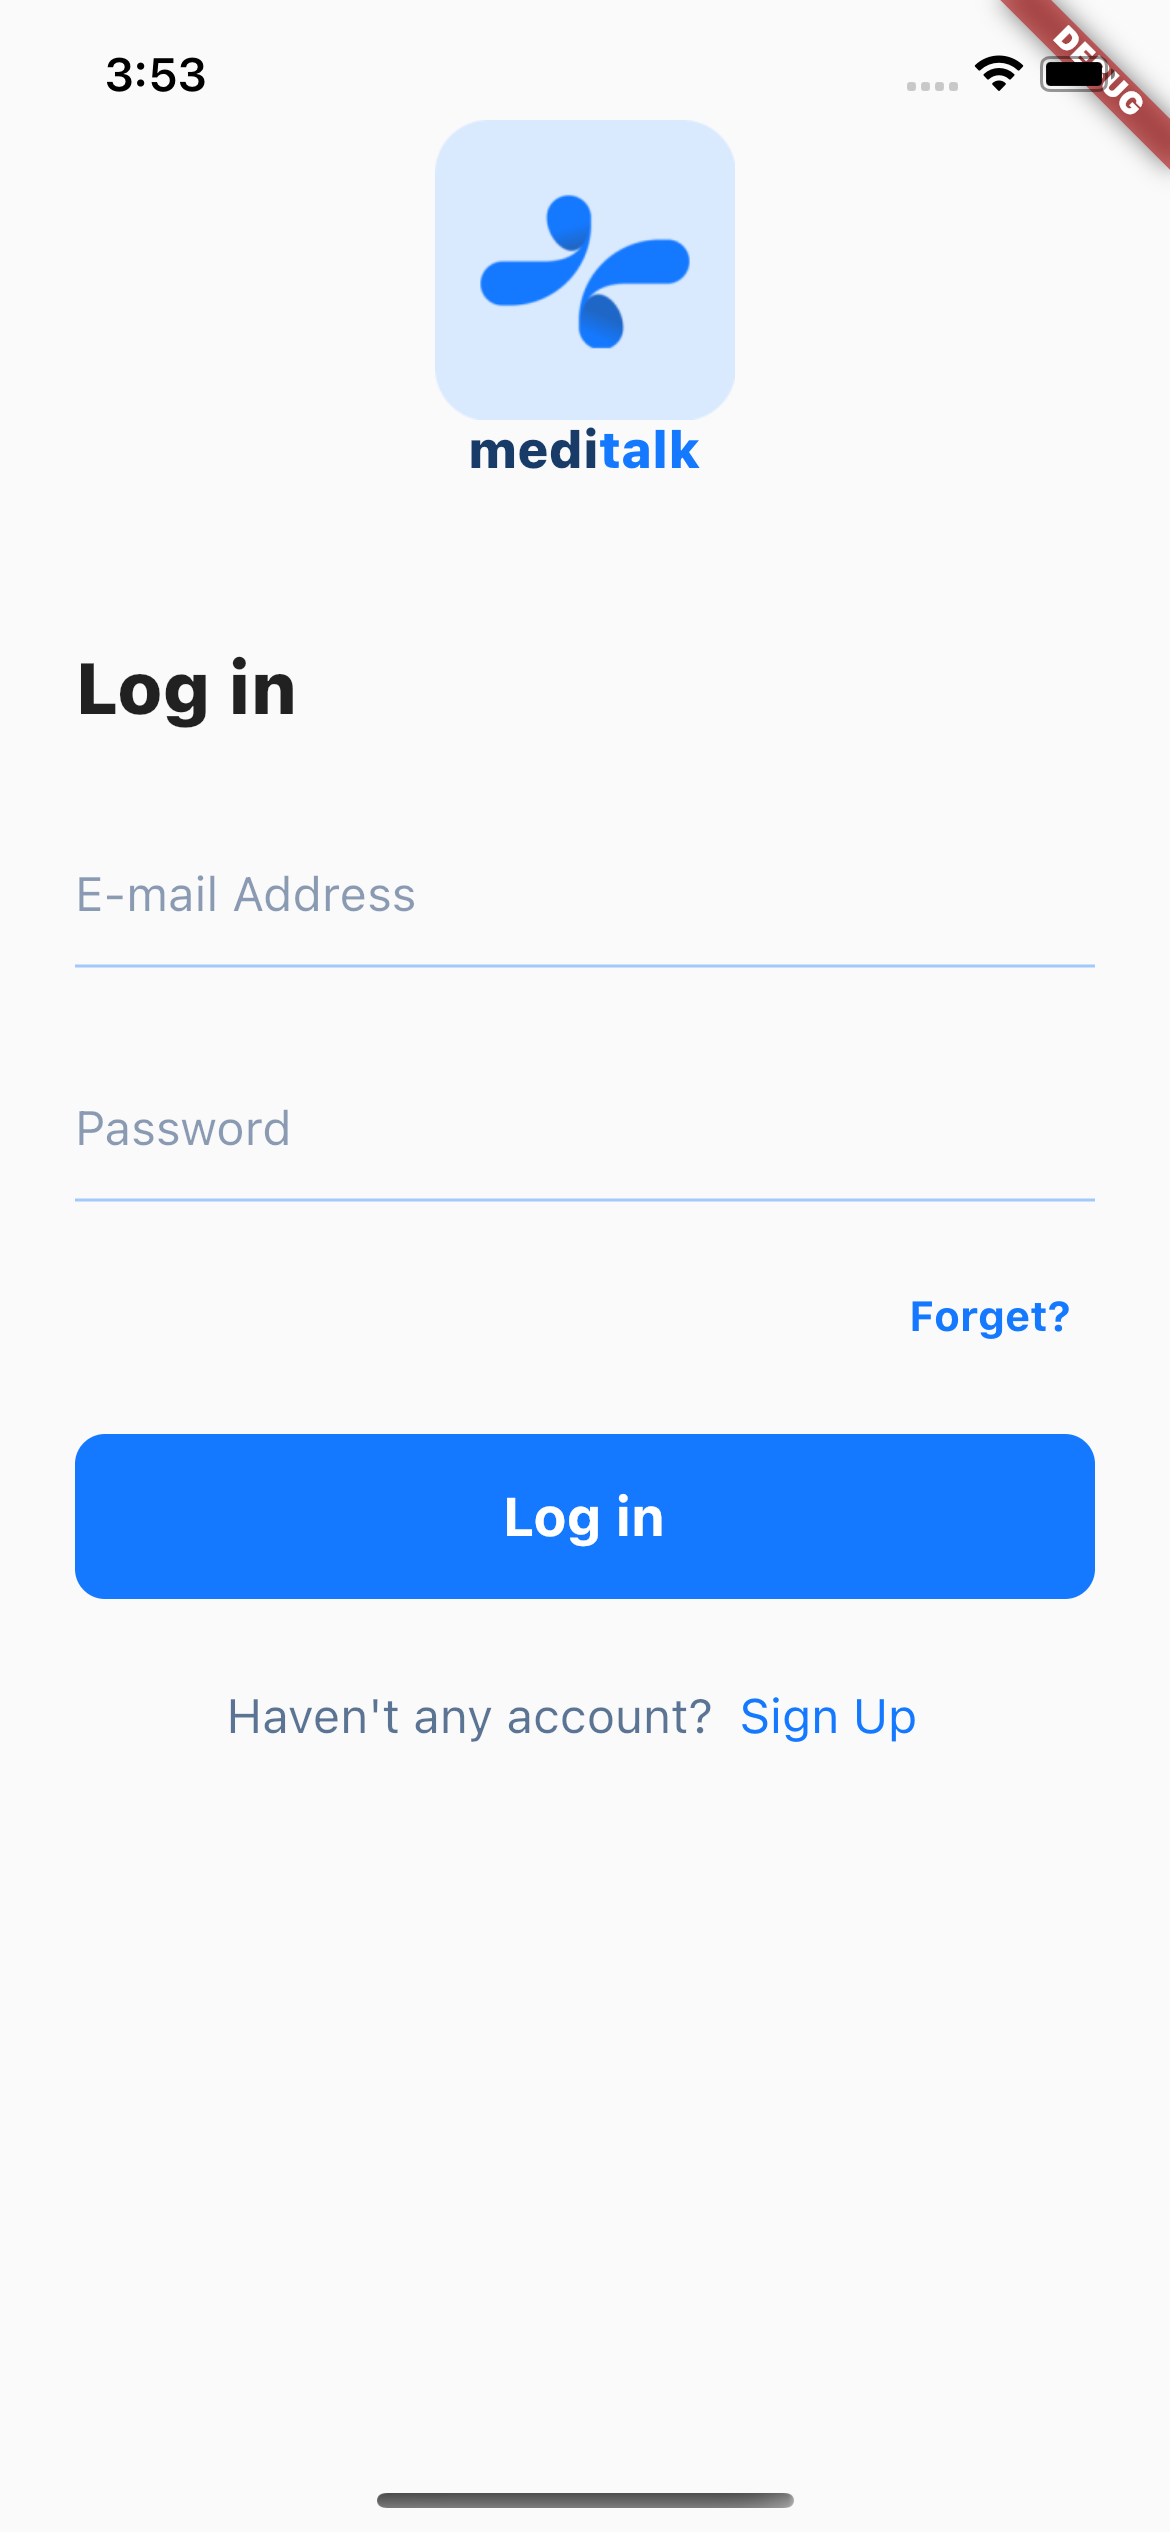 3:53
DEBUG
meditalk
Log in
E-mail Address
Password
Forget?
Log in
Haven't any account? Sign Up